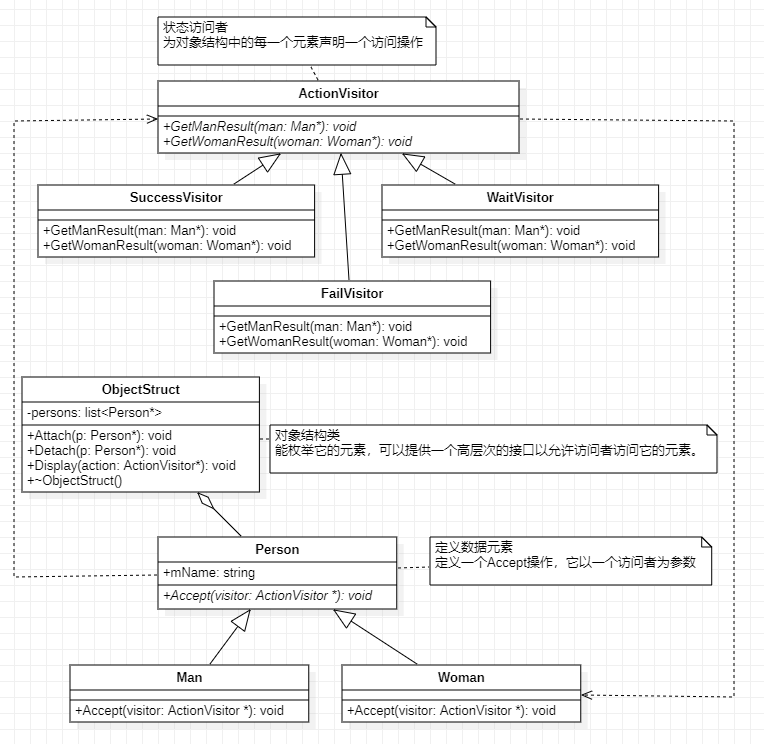 状态访问者
为对象结构中的每一个元素声明一个访问操作
ActionVisitor
+GetManResult(man: Man*): void
+GetWomanResult(woman: Woman*): void
SuccessVisitor
+GetManResult(man: Man*): void
+GetWomanResult(woman: Woman*): void
WaitVisitor
+GetManResult(man: Man*): void
+GetWomanResult(woman: Woman*): void
FailVisitor
+GetManResult(man: Man*): void
+GetWomanResult(woman: Woman*): void
ObjectStruct
-persons: list<Person*>
+Attach(p: Person*): void
+Detach(p: Person*): void
+Display(action: ActionVisitor*): void
+~ObjectStruct()
对象结构类
能枚举它的元素，可以提供一个高层次的接口以允许访问者访问它的元素。
Person
+mName: string
+Accept(visitor: ActionVisitor *): void
定义数据元素
定义一个Accept操作，它以一个访问者为参数
Man
+Accept(visitor: ActionVisitor *): void
Woman
+Accept(visitor: ActionVisitor *): void